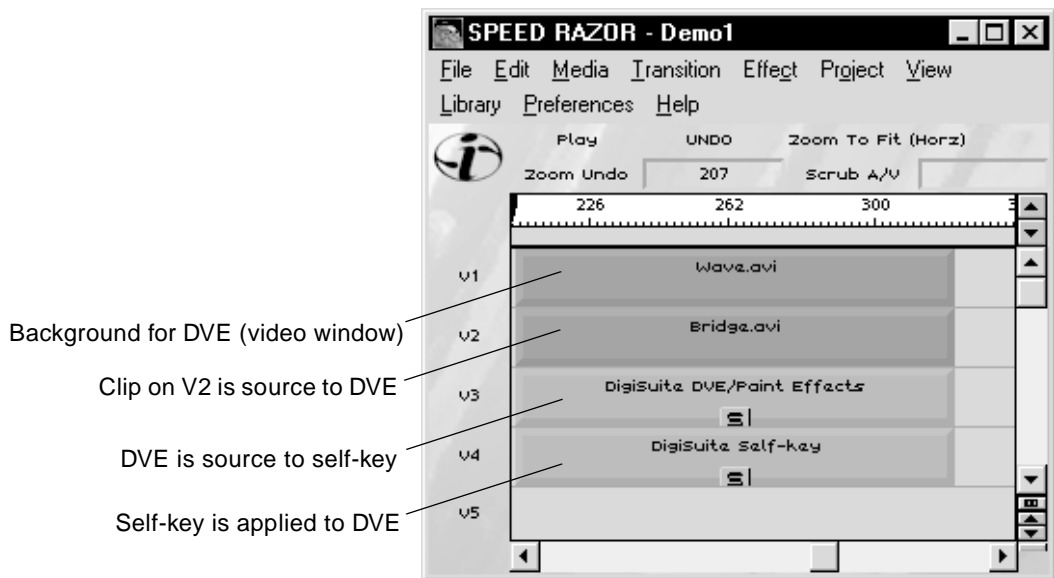 SPEED RAZOR - Demo1
File Edit Media Transition Effect Project View
Library Preferences Help
Play UNDO Zoom To Fit (Horz)
Zoom Undo 207 Scrub A/V
226 262 300
V1 Wave.avi
Background for DVE (video window)
V2 Bridge.avi
Clip on V2 is source to DVE
V3 DigiSuite DVE/Paint Effects
S
DVE is source to self-key
V4 DigiSuite Self-key
S
Self-key is applied to DVE
V5